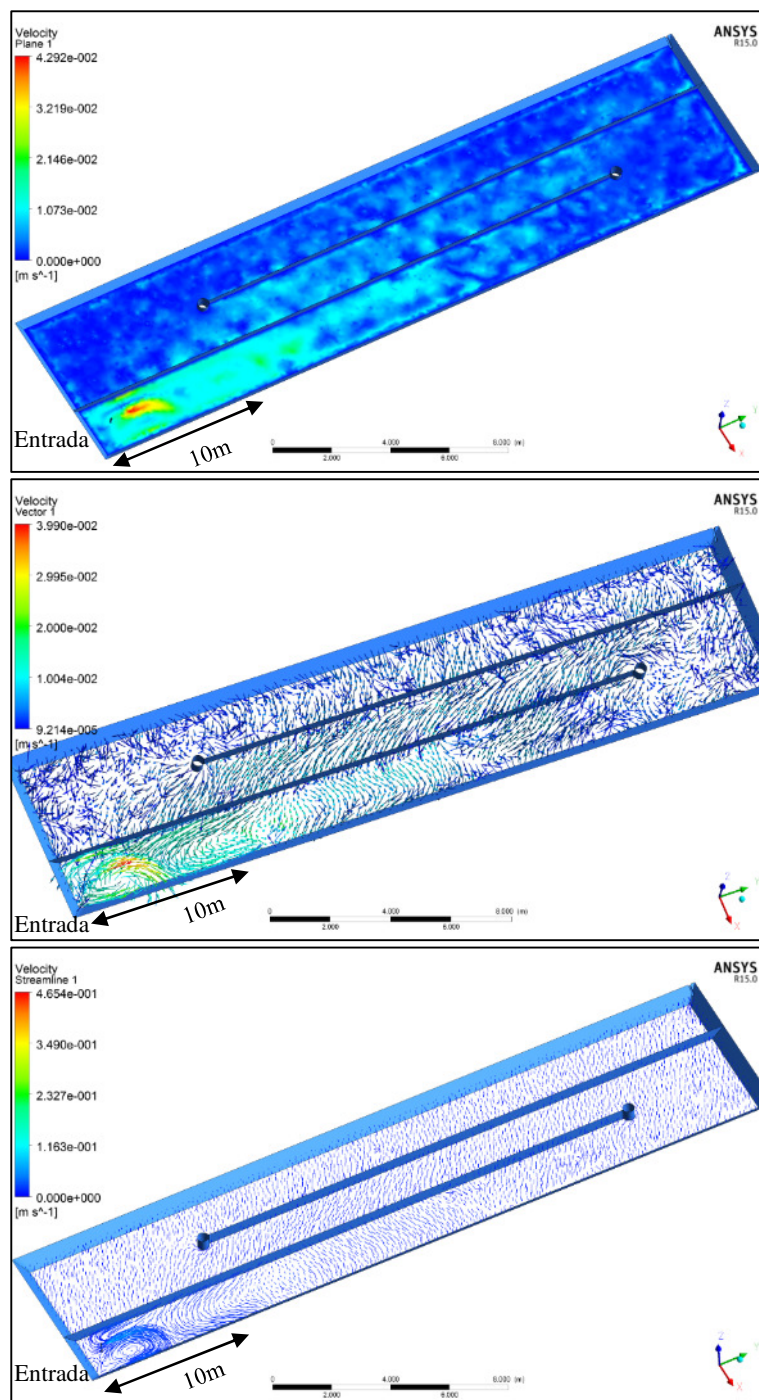 Velocity
Plane 1
4.292e-002
3.219e-002
2.146e-002
1.073e-002
0.000e+000
[m s^-1]
ANSYS
R15.0
Entrada
10m
0
4.000
8.000 (m)
2.000
6.000
Z
Y
X
Velocity
Vector 1
3.990e-002
2.995e-002
2.000e-002
1.004e-002
9.214e-005
[m s^-1]
ANSYS
R15.0
Entrada
10m
0
4.000
8.000 (m)
2.000
6.000
Z
Y
X
Velocity
Streamline 1
4.654e-001
3.490e-001
2.327e-001
1.163e-001
0.000e+000
[m s^-1]
ANSYS
R15.0
Entrada
10m
0
4.000
8.000 (m)
2.000
6.000
Z
Y
X